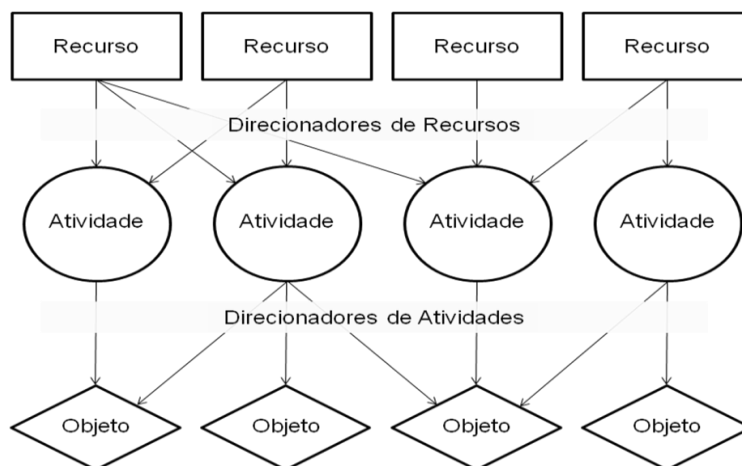 Recurso Recurso Recurso Recurso
Direcionadores de Recursos
Atividade Atividade Atividade Atividade
Direcionadores de Atividades
Objeto Objeto Objeto Objeto